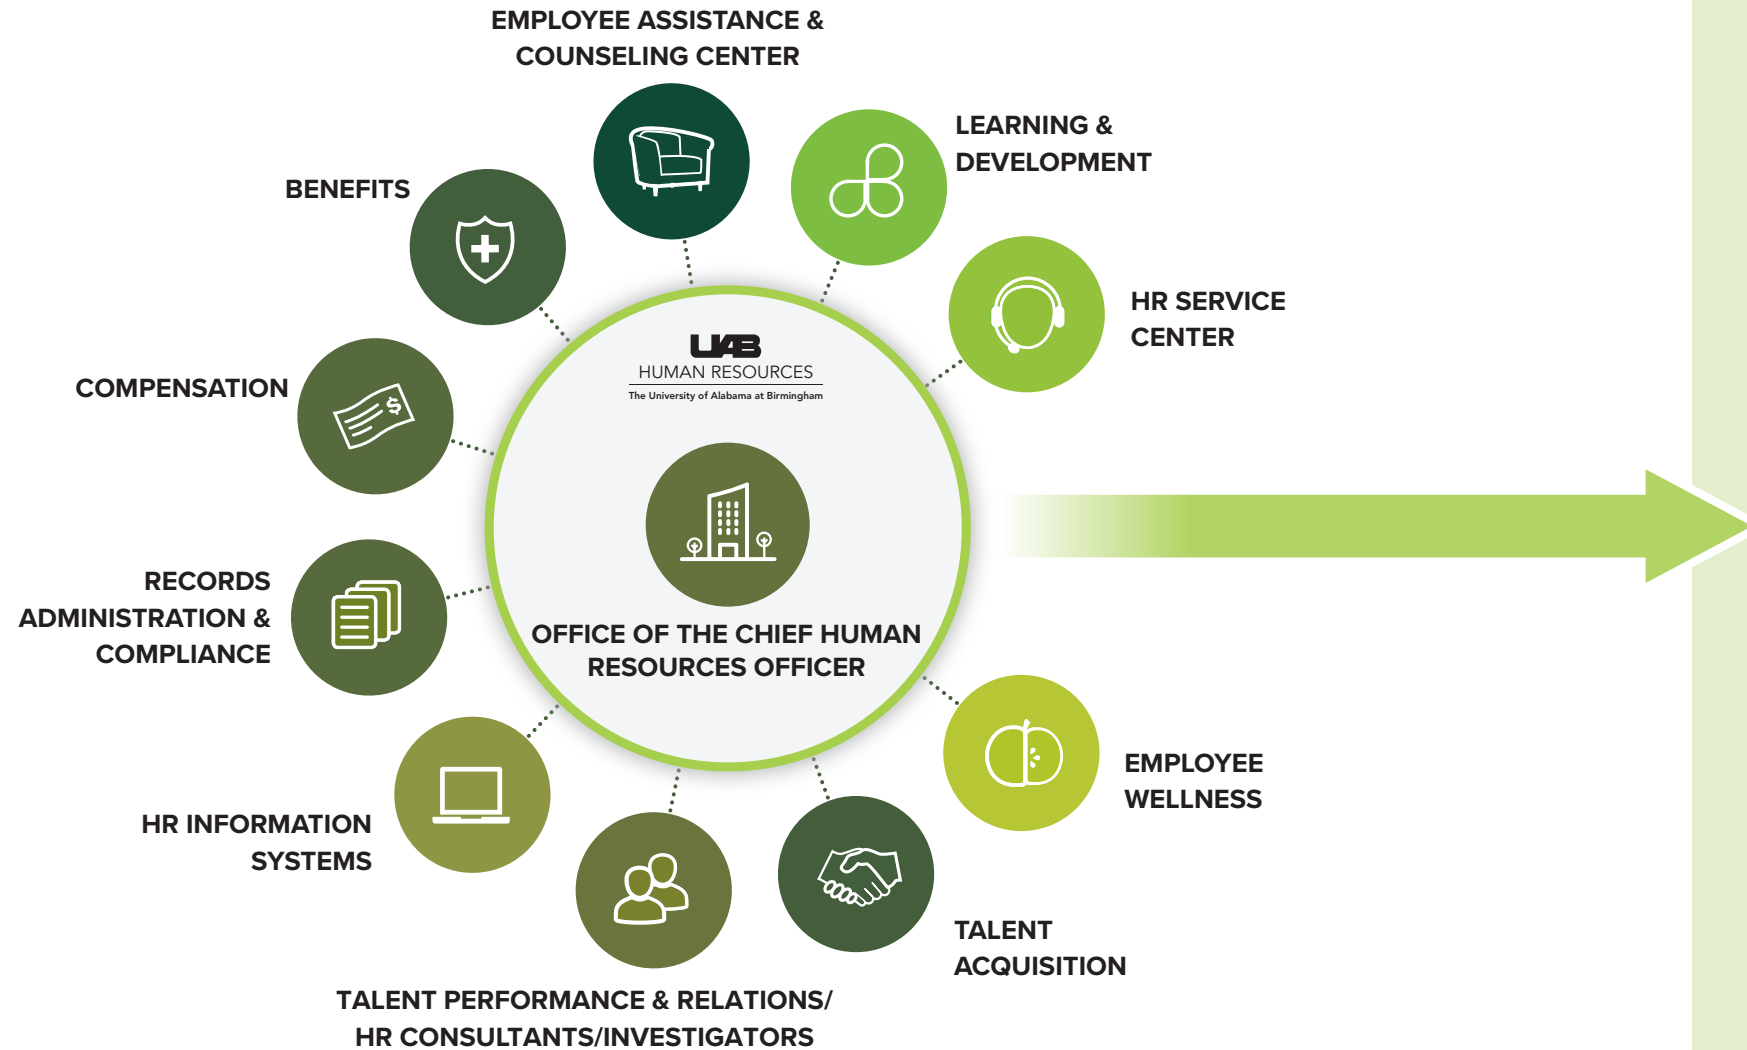 EMPLOYEE ASSISTANCE &
COUNSELING CENTER
LEARNING &
DEVELOPMENT
BENEFITS
HR SERVICE
CENTER
UAB
HUMAN RESOURCES
The University of Alabama at Birmingham
COMPENSATION
$
RECORDS
ADMINISTRATION &
COMPLIANCE
OFFICE OF THE CHIEF HUMAN
RESOURCES OFFICER
EMPLOYEE
WELLNESS
HR INFORMATION
SYSTEMS
TALENT
ACQUISITION
TALENT PERFORMANCE & RELATIONS/
HR CONSULTANTS/INVESTIGATORS